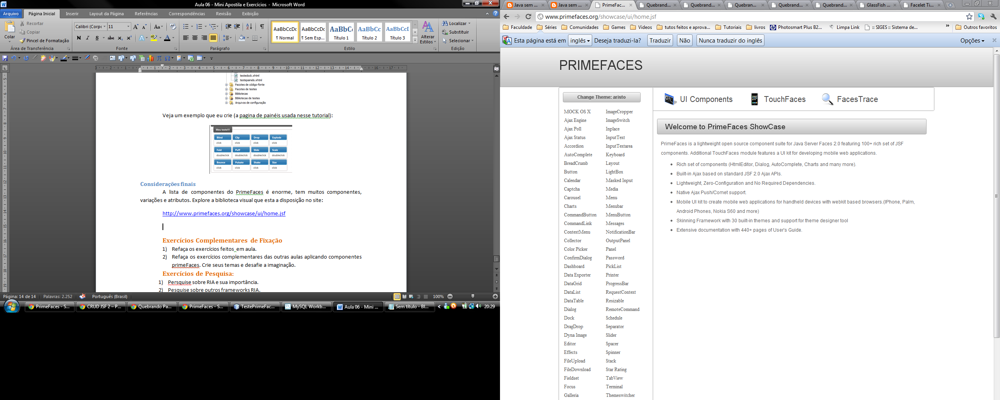 Aula 06 - Mini Apostila e Exercícios - Microsoft Word
Arquivo Página Inicial Inserir Layout da Página Referências Correspondências Revisão Exibição
Colar
Recortar
Copiar
Pincel de Formatação
Área de Transferência
Calibri (Corpo 11
N I S abc x₂ x²
Fonte
Parágrafo
AaBbCcDc AaBbCcDc AaBbC AaBbCc AaBbCcI
¶ Normal ¶ Sem Esp... Título 1 Título 2 Título 3
Alterar Estilos
Estilo
Localizar
Substituir
Selecionar
Edição
3 2 1 1 2 3 4 5 6 7 8 9 10 11 12 13 14 15 16 17
testedock.xhtml
testepainels.xhtml
Pacotes de código-fonte
Pacotes de testes
Bibliotecas
Bibliotecas de testes
Arquivos de configuração
Veja um exemplo que eu crie (a pagina de painéis usada nesse tutorial):
Meu teste!!!
Blind Clip Drop Explode
click click click click
Fold Puff Slide Scale
doubleclick doubleclick doubleclick doubleclick
Bounce Pulsate Shake Size
click click click click
Considerações finais
A lista de componentes do PrimeFaces é enorme, tem muitos componentes,
variações e atributos. Explore a biblioteca visual que esta a disposição no site:
http://www.primefaces.org/showcase/ui/home.jsf
Exercícios Complementares de Fixação
1) Refaça os exercícios feitos em aula.
2) Refaça os exercícios complementares das outras aulas aplicando componentes
primeFaces. Crie seus temas e desafie a imaginação.
Exercícios de Pesquisa:
1) Persquise sobre RIA e sua importância.
2) Pesquise sobre outros frameworks RIA.
Página: 14 de 14 Palavras: 2.252 Português (Brasil) 100%
PrimeFaces - S... CRUD JSF 2 – P... Quebrando Pa... PrimeFaces - S... TestePrimeFac... MySQL Workb... Aula 06 - Mini ... Sem título - Bl... 20:29
Java sem ... Java sem ... PrimeFac... Quebrand... Quebrand... Quebran... Quebrand... Quebrand... GlassFish ... Facelet Ti...
www.primefaces.org/showcase/ui/home.jsf
Faculdade Séries Comunidades Games Videos tutos feitos e aprova... Tutoriais livros Photosmart Plus B2... Limpa Link :: SIGES :: Sistema de... » Outros favoritos
Esta página está em inglês Deseja traduzi-la? Traduzir Não Nunca traduzir do inglês Opções
PRIMEFACES
Change Theme: aristo
UI Components TouchFaces FacesTrace
MOCK OS X
Ajax Engine
Ajax Poll
Ajax Status
Accordion
AutoComplete
BreadCrumb
Button
Calendar
Captcha
Carousel
Charts
CommandButton
CommandLink
ContextMenu
Collector
Color Picker
ConfirmDialog
Dashboard
Data Exporter
DataGrid
DataList
DataTable
Dialog
Dock
DragDrop
Dyna Image
Editor
Effects
FileUpload
FileDownload
Fieldset
Focus
Galleria
ImageCropper
ImageSwitch
Inplace
InputText
InputTextarea
Keyboard
Layout
LightBox
Masked Input
Media
Menu
Menubar
MenuButton
Messages
NotificationBar
OutputPanel
Panel
Password
PickList
Printer
ProgressBar
RequestContext
Resizable
RemoteCommand
Schedule
Separator
Slider
Spacer
Spinner
Stack
Star Rating
TabView
Terminal
Themeswitcher
Welcome to PrimeFaces ShowCase
PrimeFaces is a lightweight open source component suite for Java Server Faces 2.0 featuring 100+ rich set of JSF
components. Additional TouchFaces module features a UI kit for developing mobile web applications.
Rich set of components (HtmlEditor, Dialog, AutoComplete, Charts and many more).
Built-in Ajax based on standard JSF 2.0 Ajax APIs.
Lightweight, Zero-Configuration and No Required Dependencies.
Native Ajax Push/Comet support.
Mobile UI kit to create mobile web applications for handheld devices with webkit based browsers.(IPhone, Palm,
Android Phones, Nokia S60 and more)
Skinning Framework with 30 built-in themes and support for theme designer tool
Extensive documentation with 440+ pages of User's Guide.